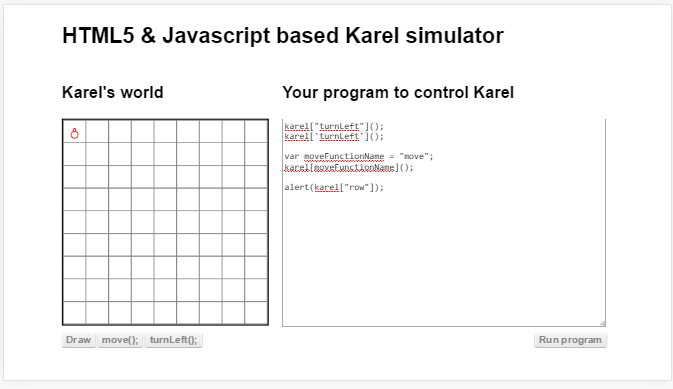 HTML5 & Javascript based Karel simulator
Karel's world
Your program to control Karel
karel["turnLeft"]();
karel['turnLeft']();
var moveFunctionName = "move";
karel[moveFunctionName]();
alert(karel["row"]);
Draw move(); turnLeft();
Run program